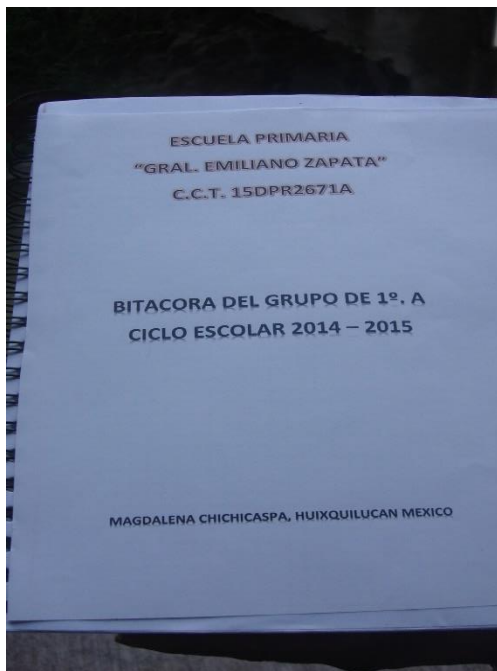 ESCUELA PRIMARIA
“GRAL. EMILIANO ZAPATA”
C.C.T. 15DPR2671A
BITACORA DEL GRUPO DE 1º. A
CICLO ESCOLAR 2014 – 2015
MAGDALENA CHICHICASPA, HUIXQUILUCAN MEXICO